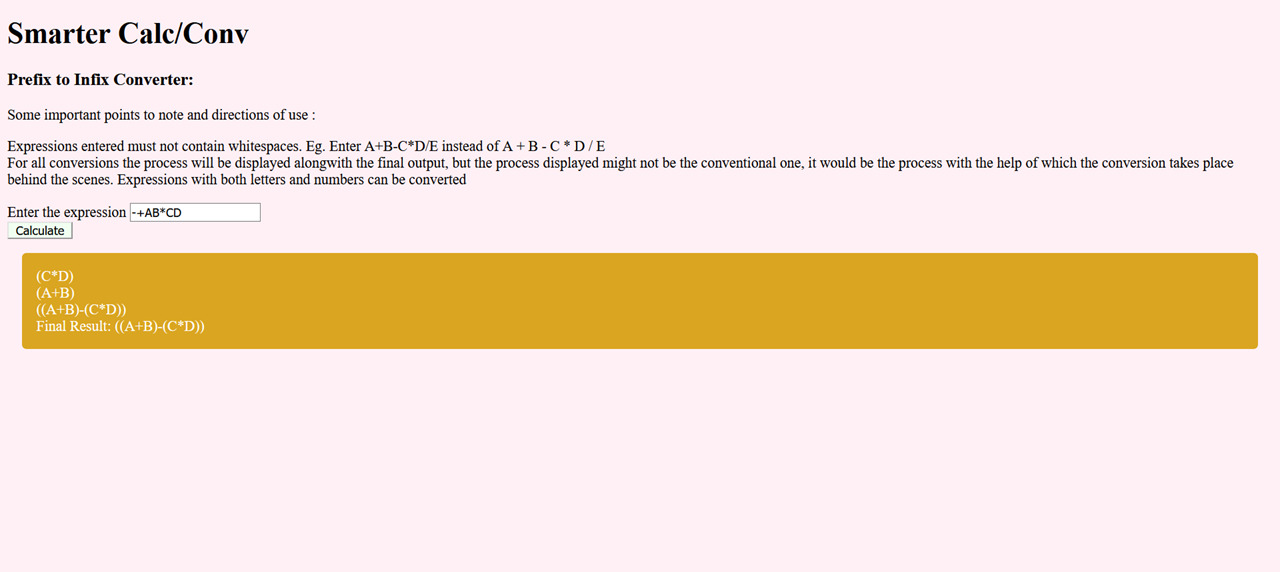 Smarter Calc/Conv
Prefix to Infix Converter:
Some important points to note and directions of use :
Expressions entered must not contain whitespaces. Eg. Enter A+B-C*D/E instead of A + B - C * D / E
For all conversions the process will be displayed alongwith the final output, but the process displayed might not be the conventional one, it would be the process with the help of which the conversion takes place
behind the scenes. Expressions with both letters and numbers can be converted
Enter the expression -+AB*CD
Calculate
(C*D)
(A+B)
((A+B)-(C*D))
Final Result: ((A+B)-(C*D))